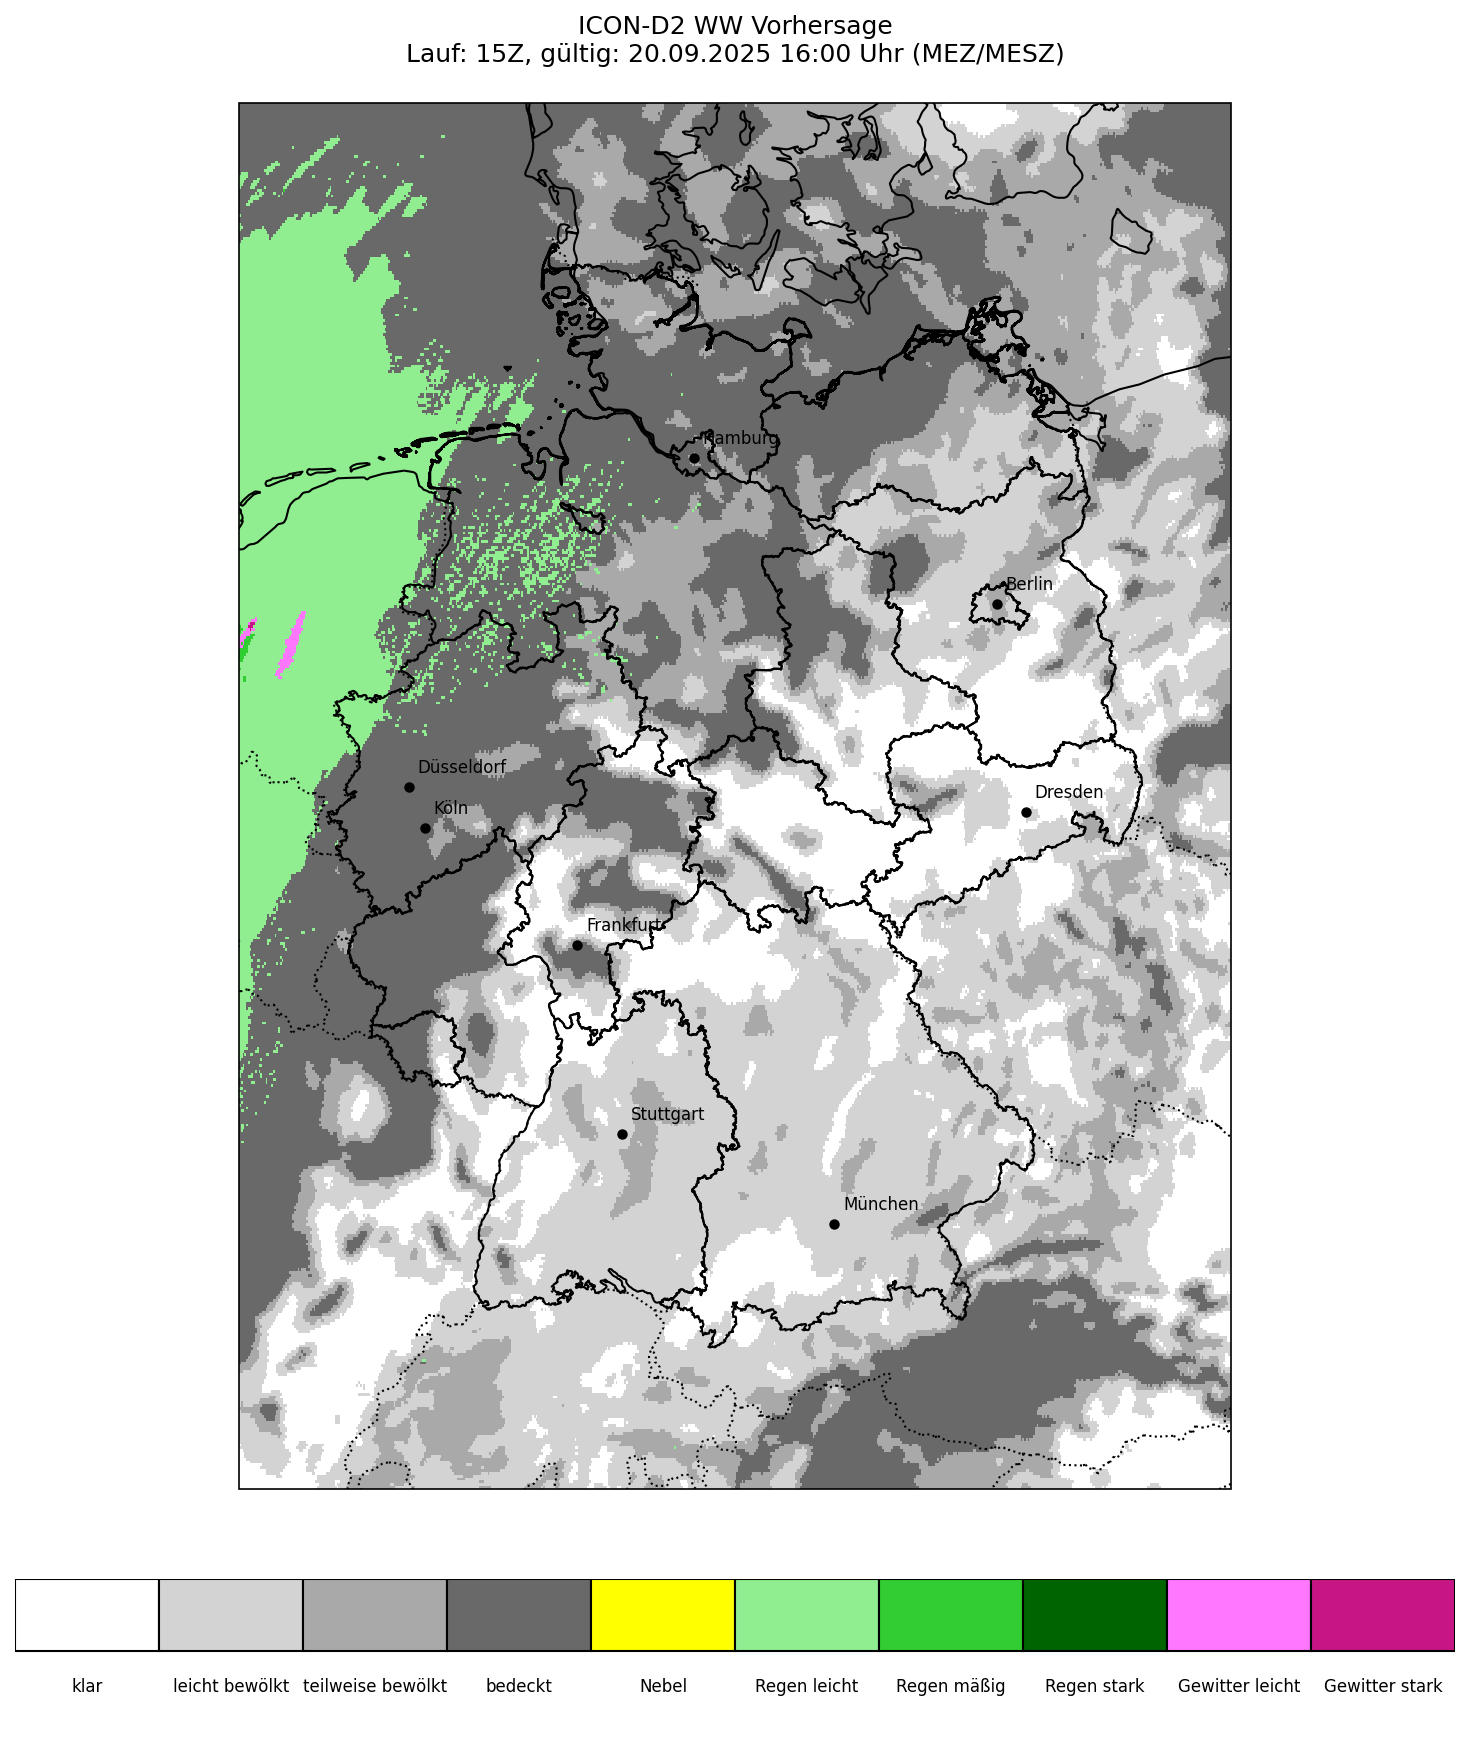 ICON-D2 WW Vorhersage
Lauf: 15Z, gültig: 20.09.2025 16:00 Uhr (MEZ/MESZ)
Hamburg
Berlin
Düsseldorf
Köln
Dresden
Frankfurt
Stuttgart
München
klar
leicht bewölkt
teilweise bewölkt
bedeckt
Nebel
Regen leicht
Regen mäßig
Regen stark
Gewitter leicht
Gewitter stark